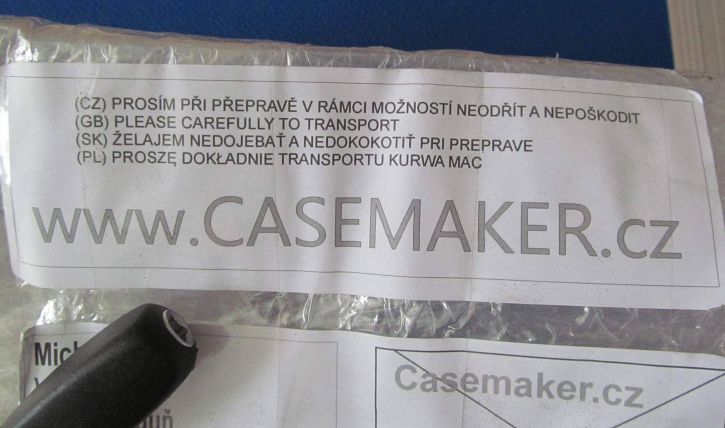 (CZ) PROSÍM PŘI PŘEPRAVĚ V RÁMCI MOŽNOSTÍ NEODŘÍT A NEPOŠKODIT
(GB) PLEASE CAREFULLY TO TRANSPORT
(SK) ŽELAJEM NEDOJEBAŤ A NEDOKOKOTIŤ PRI PREPRAVE
(PL) PROSZĘ DOKŁADNIE TRANSPORTU KURWA MAC
www.CASEMAKER.cz
Casemaker.cz